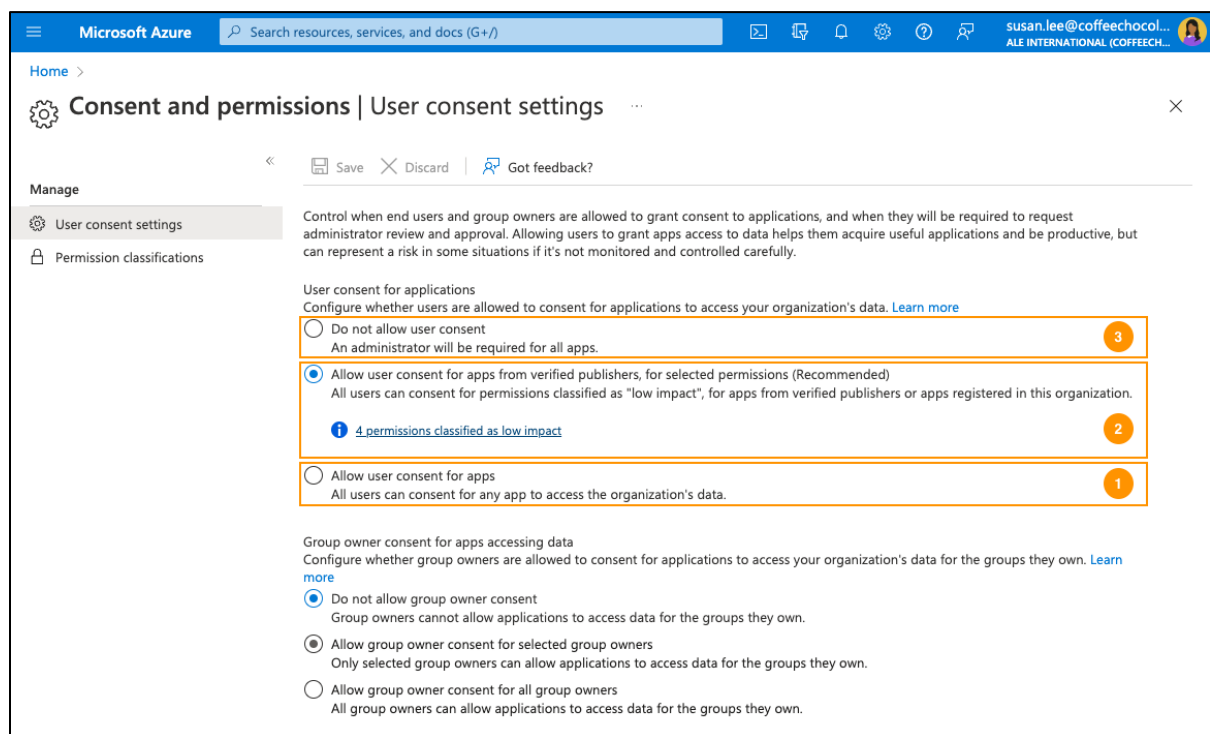 Microsoft Azure
Search resources, services, and docs (G+/)
susan.lee@coffeechocol...
ALE INTERNATIONAL (COFFEECH...
Home >
Consent and permissions | User consent settings ...
Save Discard Got feedback?
Manage
User consent settings
Permission classifications
Control when end users and group owners are allowed to grant consent to applications, and when they will be required to request
administrator review and approval. Allowing users to grant apps access to data helps them acquire useful applications and be productive, but
can represent a risk in some situations if it's not monitored and controlled carefully.
User consent for applications
Configure whether users are allowed to consent for applications to access your organization's data. Learn more
Do not allow user consent
An administrator will be required for all apps.
3
Allow user consent for apps from verified publishers, for selected permissions (Recommended)
All users can consent for permissions classified as "low impact", for apps from verified publishers or apps registered in this organization.
4 permissions classified as low impact
2
Allow user consent for apps
All users can consent for any app to access the organization's data.
1
Group owner consent for apps accessing data
Configure whether group owners are allowed to consent for applications to access your organization's data for the groups they own. Learn
more
Do not allow group owner consent
Group owners cannot allow applications to access data for the groups they own.
Allow group owner consent for selected group owners
Only selected group owners can allow applications to access data for the groups they own.
Allow group owner consent for all group owners
All group owners can allow applications to access data for the groups they own.